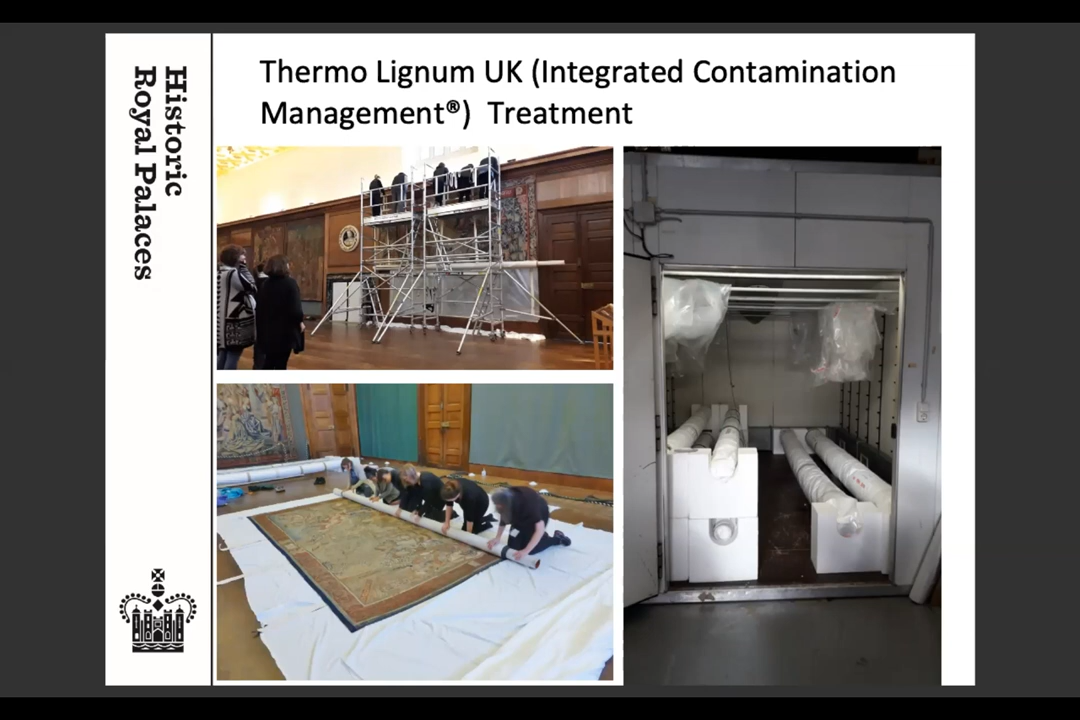 Historic
Royal Palaces
Thermo Lignum UK (Integrated Contamination
Management®) Treatment